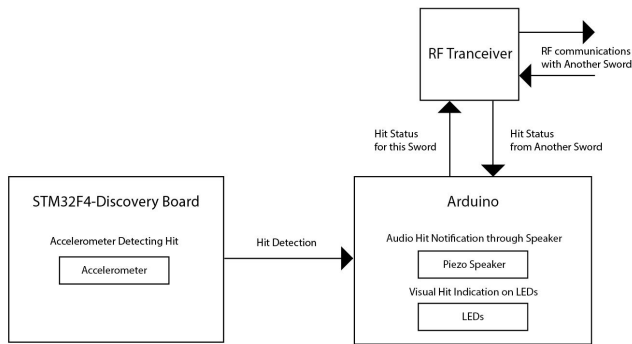 RF Tranceiver
RF communications
with Another Sword
Hit Status
for this Sword
Hit Status
from Another Sword
STM32F4-Discovery Board
Accelerometer Detecting Hit
Accelerometer
Hit Detection
Arduino
Audio Hit Notification through Speaker
Piezo Speaker
Visual Hit Indication on LEDs
LEDs